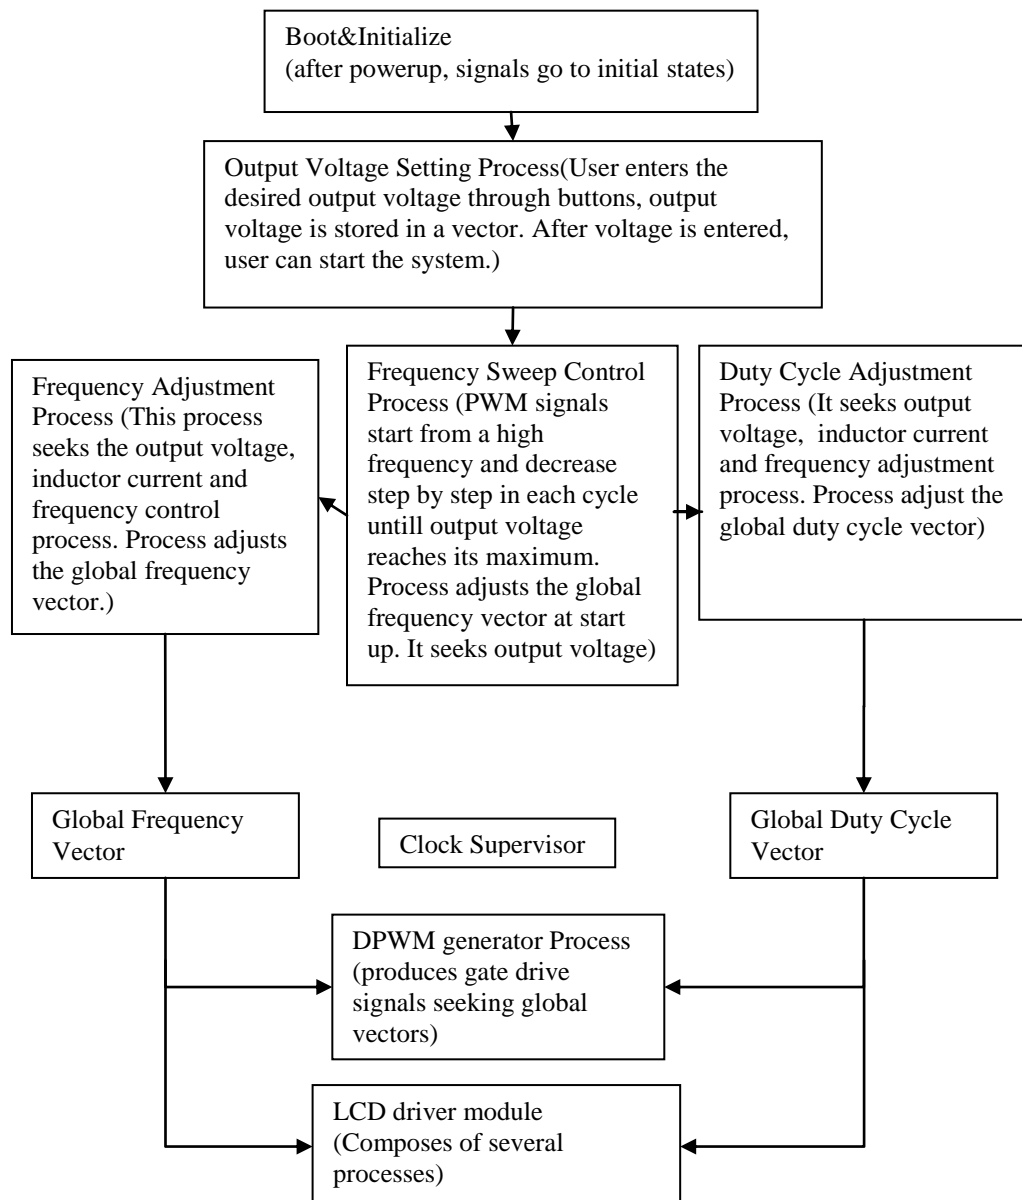 Boot&Initialize
(after powerup, signals go to initial states)
Output Voltage Setting Process(User enters the
desired output voltage through buttons, output
voltage is stored in a vector. After voltage is entered,
user can start the system.)
Frequency Adjustment
Process (This process
seeks the output voltage,
inductor current and
frequency control
process. Process adjusts
the global frequency
vector.)
Frequency Sweep Control
Process (PWM signals
start from a high
frequency and decrease
step by step in each cycle
untill output voltage
reaches its maximum.
Process adjusts the global
frequency vector at start
up. It seeks output voltage)
Duty Cycle Adjustment
Process (It seeks output
voltage,  inductor current
and frequency adjustment
process. Process adjust the
global duty cycle vector)
Global Frequency
Vector
Clock Supervisor
Global Duty Cycle
Vector
DPWM generator Process
(produces gate drive
signals seeking global
vectors)
LCD driver module
(Composes of several
processes)